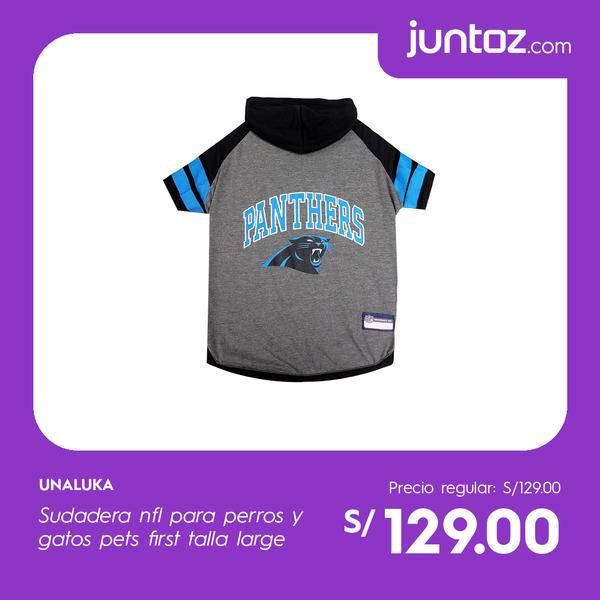 juntoz.com
PANTHERS
UNALUKA
Sudadera nfl para perros y
gatos pets first talla large
Precio regular: S/129.00
S/ 129.00